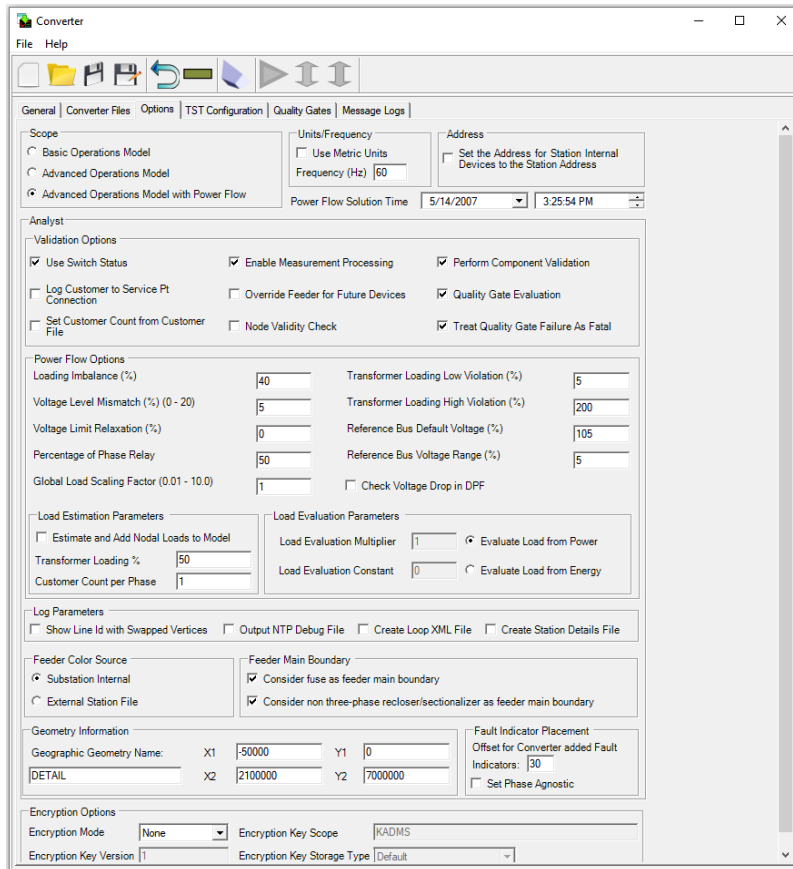 Converter
File Help
General Converter Files Options TST Configuration Quality Gates Message Logs
Scope
Basic Operations Model
Advanced Operations Model
Advanced Operations Model with Power Flow
Units/Frequency
Use Metric Units
Frequency (Hz) 60
Address
Set the Address for Station Internal
Devices to the Station Address
Power Flow Solution Time 5/14/2007 3:25:54 PM
Analyst
Validation Options
Use Switch Status
Enable Measurement Processing
Perform Component Validation
Log Customer to Service Pt
Connection
Override Feeder for Future Devices
Quality Gate Evaluation
Set Customer Count from Customer
File
Node Validity Check
Treat Quality Gate Failure As Fatal
Power Flow Options
Loading Imbalance (%) 40
Transformer Loading Low Violation (%) 5
Voltage Level Mismatch (%) (0 - 20) 5
Transformer Loading High Violation (%) 200
Voltage Limit Relaxation (%) 0
Reference Bus Default Voltage (%) 105
Percentage of Phase Relay 50
Reference Bus Voltage Range (%) 5
Global Load Scaling Factor (0.01 - 10.0) 1
Check Voltage Drop in DPF
Load Estimation Parameters
Estimate and Add Nodal Loads to Model
Transformer Loading % 50
Customer Count per Phase 1
Load Evaluation Parameters
Load Evaluation Multiplier 1 Evaluate Load from Power
Load Evaluation Constant 0 Evaluate Load from Energy
Log Parameters
Show Line Id with Swapped Vertices Output NTP Debug File Create Loop XML File Create Station Details File
Feeder Color Source
Substation Internal
External Station File
Feeder Main Boundary
Consider fuse as feeder main boundary
Consider non three-phase recloser/sectionalizer as feeder main boundary
Geometry Information
Geographic Geometry Name: X1 -50000 Y1 0
DETAIL X2 2100000 Y2 7000000
Fault Indicator Placement
Offset for Converter added Fault
Indicators: 30
Set Phase Agnostic
Encryption Options
Encryption Mode None Encryption Key Scope KADMS
Encryption Key Version 1 Encryption Key Storage Type Default